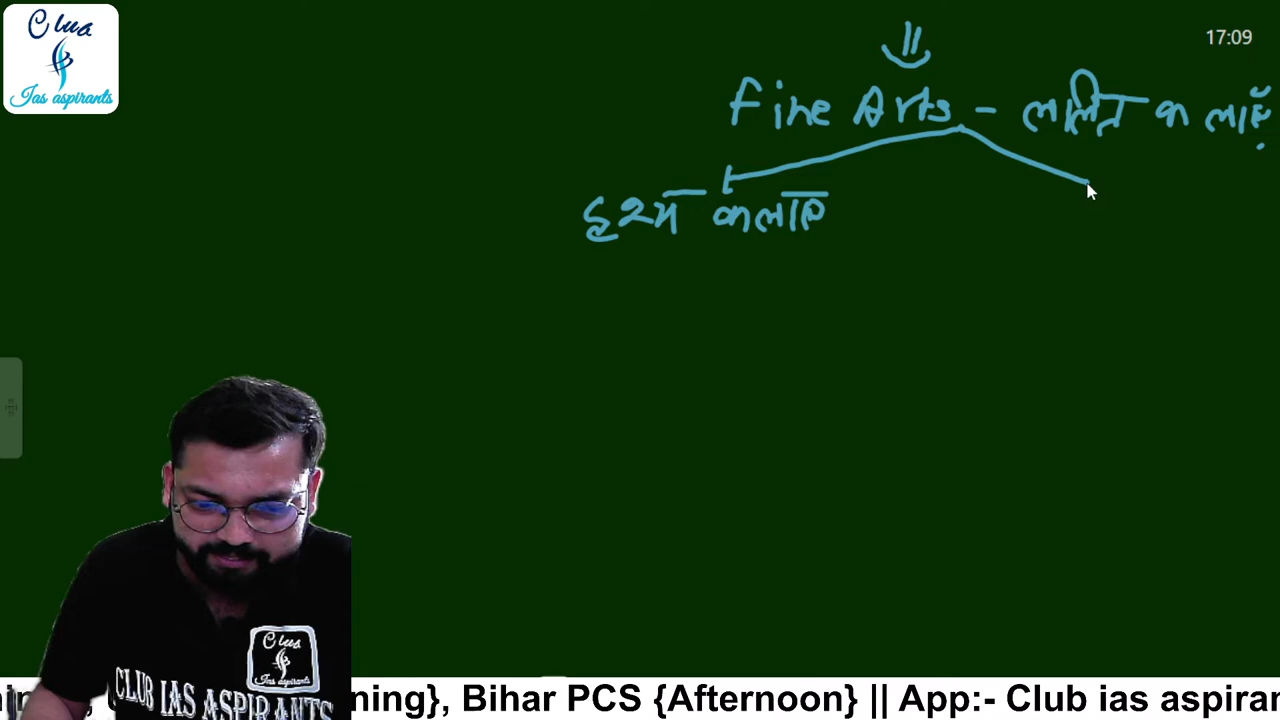 Club
Ias aspirants
17:09
Fine Arts - ललित कलाएँ
दृश्य कलाएँ
Club
CLUB IAS ASPIRANTS
ning}, Bihar PCS {Afternoon} || App:- Club ias aspiran